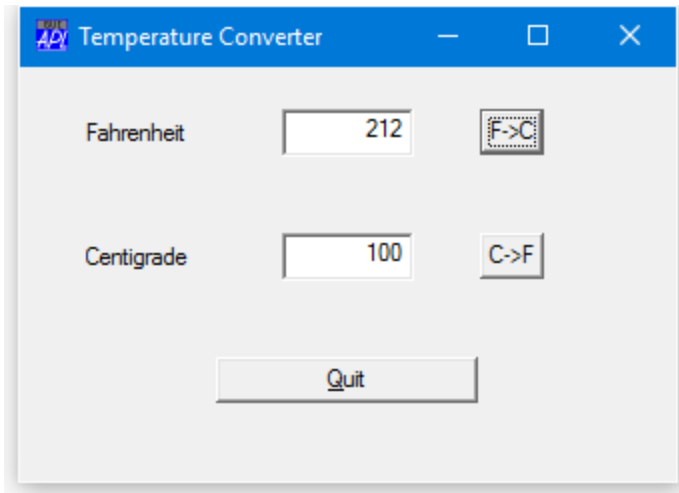 Temperature Converter
Fahrenheit 212 F->C
Centigrade 100 C->F
Quit